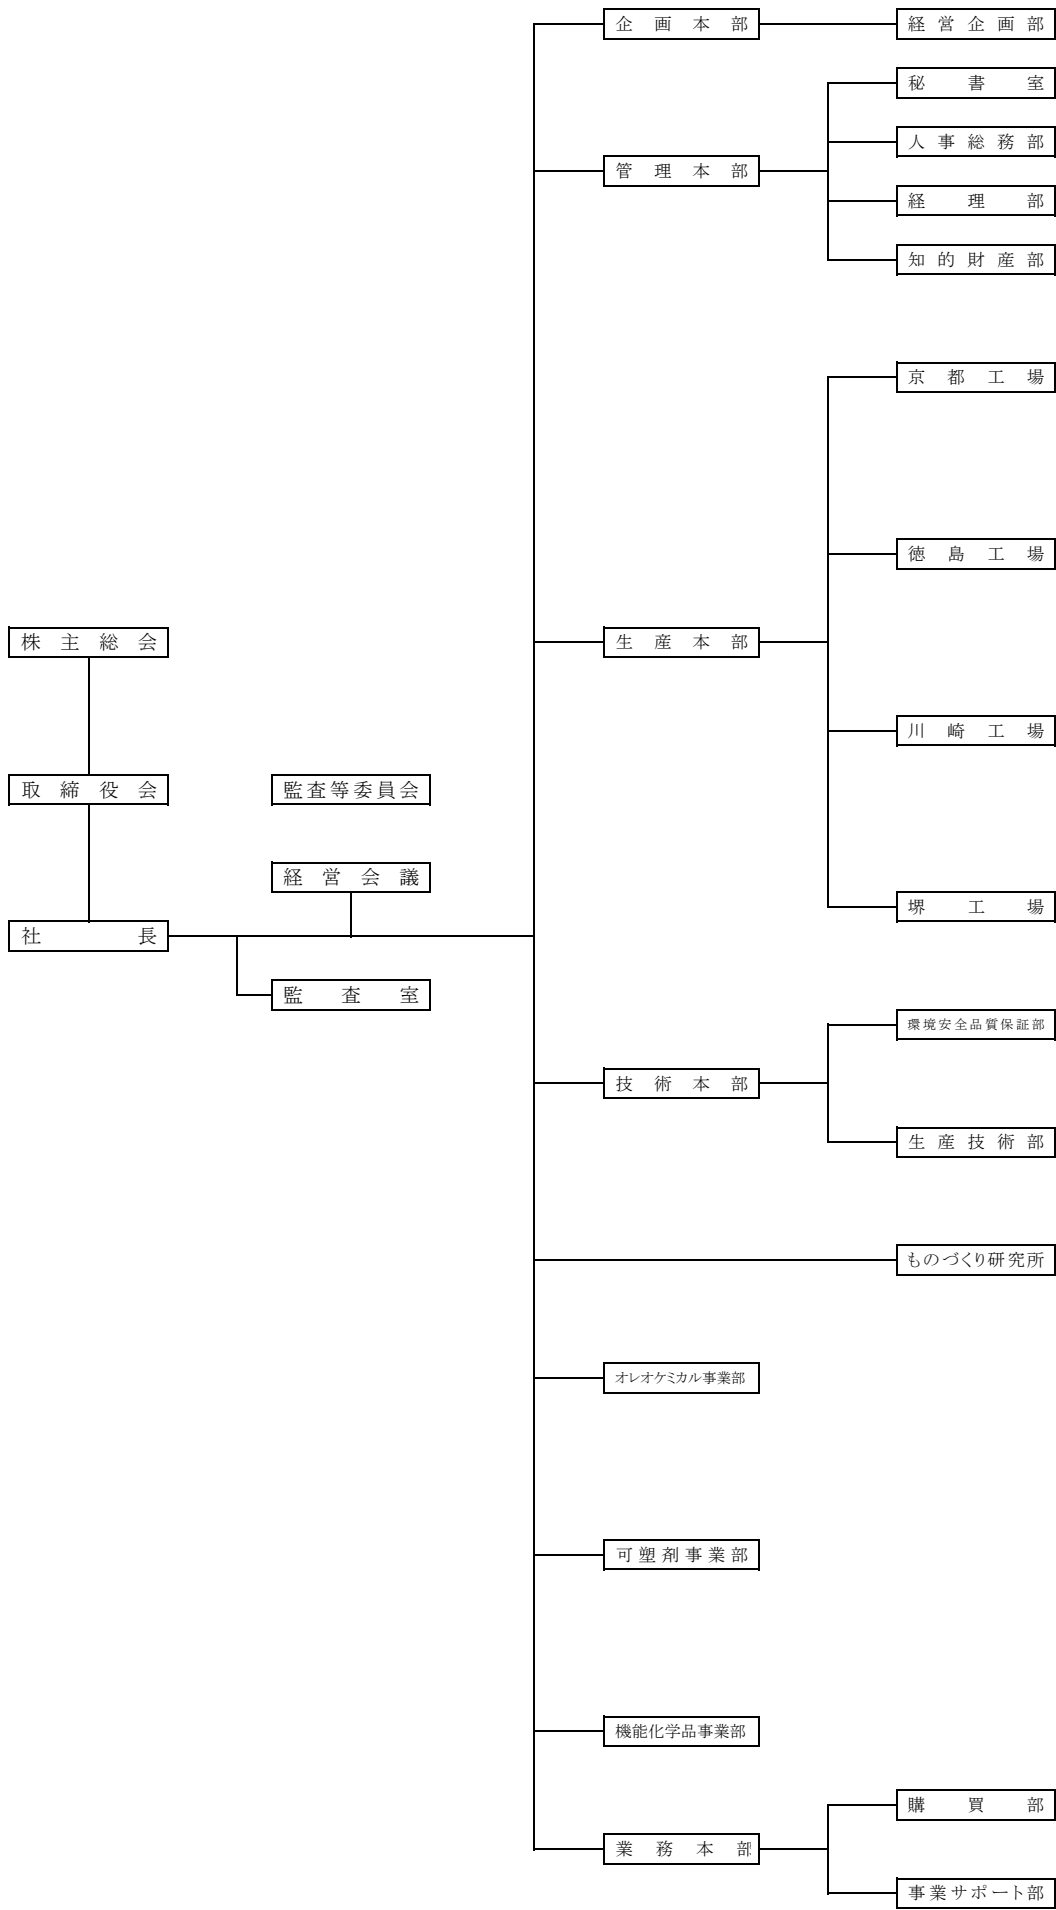 企画本部
経営企画部
秘書室
人事総務部
管理本部
経理部
知的財産部
京都工場
徳島工場
株主総会
生産本部
川崎工場
取締役会
監査等委員会
経営会議
堺工場
社長
監査室
環境安全品質保証部
技術本部
生産技術部
ものづくり研究所
オレオケミカル事業部
可塑剤事業部
機能化学品事業部
購買部
業務本部
事業サポート部